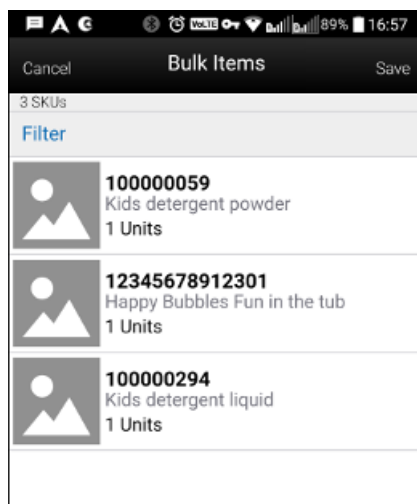 VoLTE 89% 16:57
Cancel Bulk Items Save
3 SKUs
Filter
100000059
Kids detergent powder
1 Units
12345678912301
Happy Bubbles Fun in the tub
1 Units
100000294
Kids detergent liquid
1 Units